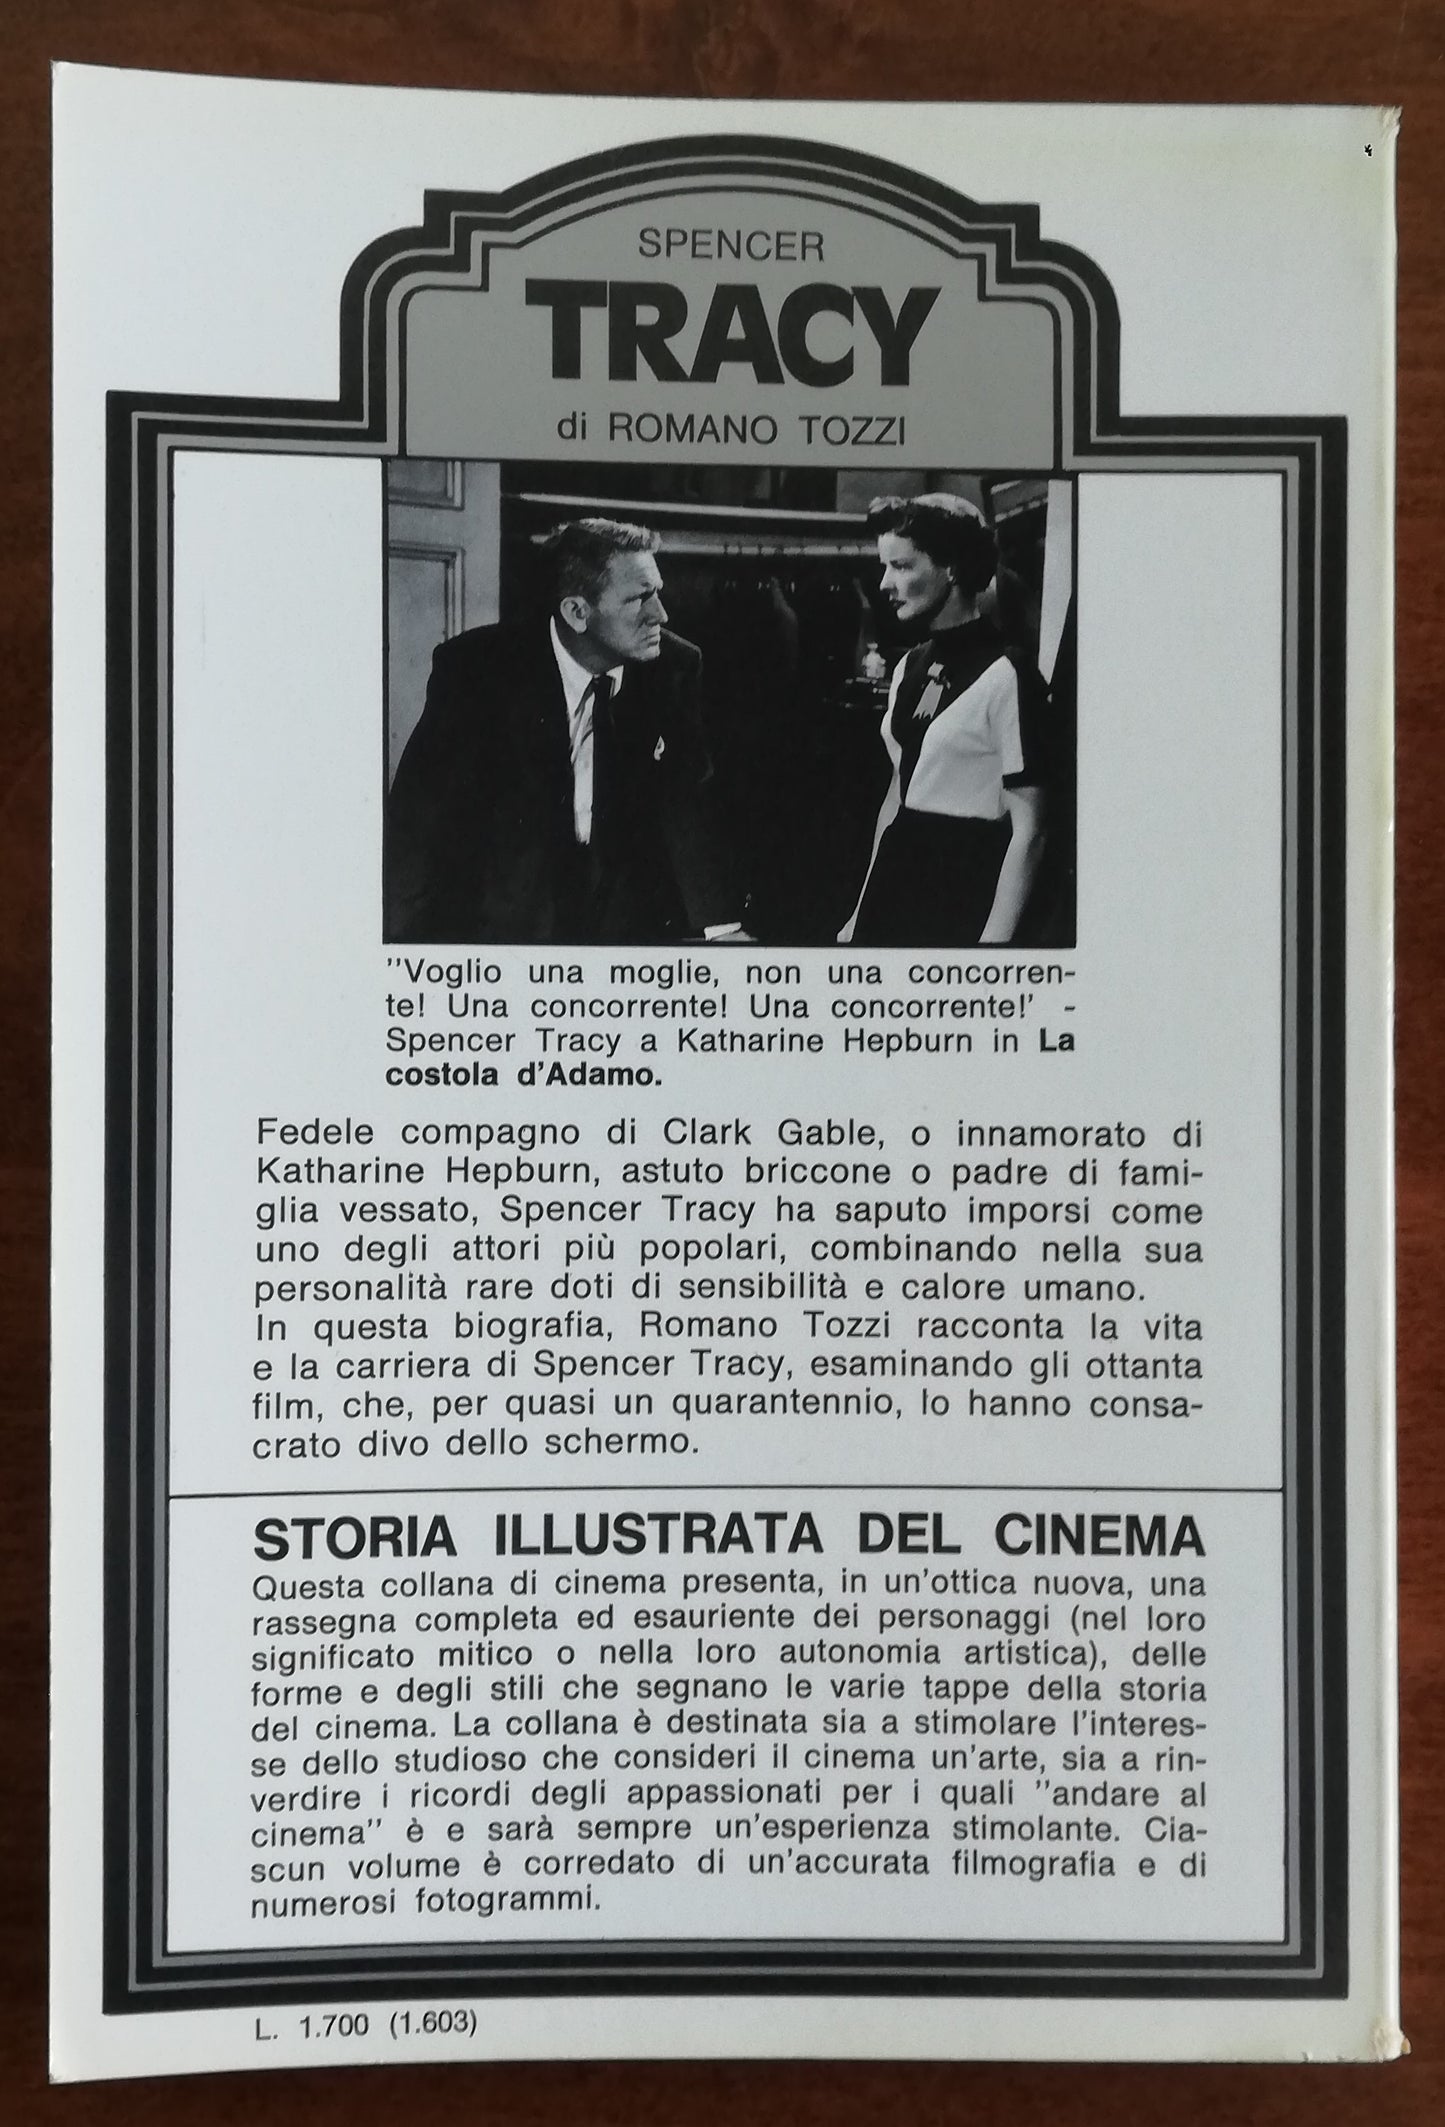 SPENCER
TRACY
di ROMANO TOZZI
"Voglio una moglie, non una concorren-
te! Una concorrente! Una concorrente!' -
Spencer Tracy a Katharine Hepburn in La
costola d'Adamo.
Fedele compagno di Clark Gable, o innamorato di
Katharine Hepburn, astuto briccone o padre di fami-
glia vessato, Spencer Tracy ha saputo imporsi come
uno degli attori più popolari, combinando nella sua
personalità rare doti di sensibilità e calore umano.
In questa biografia, Romano Tozzi racconta la vita
e la carriera di Spencer Tracy, esaminando gli ottanta
film, che, per quasi un quarantennio, lo hanno consa-
crato divo dello schermo.
STORIA ILLUSTRATA DEL CINEMA
Questa collana di cinema presenta, in un'ottica nuova, una
rassegna completa ed esauriente dei personaggi (nel loro
significato mitico o nella loro autonomia artistica), delle
forme e degli stili che segnano le varie tappe della storia
del cinema. La collana è destinata sia a stimolare l'interes-
se dello studioso che consideri il cinema un'arte, sia a rin-
verdire i ricordi degli appassionati per i quali "andare al
cinema" è e sarà sempre un'esperienza stimolante. Cia-
scun volume è corredato di un'accurata filmografia e di
numerosi fotogrammi.
L. 1.700 (1.603)